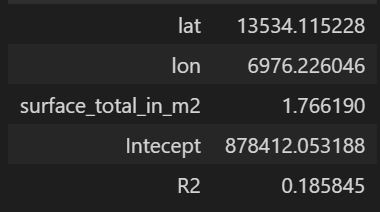 lat 13534.115228
lon 6976.226046
surface_total_in_m2 1.766190
Intecept 878412.053188
R2 0.185845